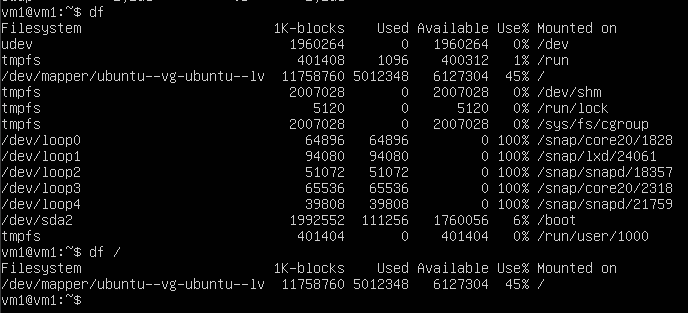 vm1@vm1:~$ df
Filesystem 1K-blocks Used Available Use% Mounted on
udev 1960264 0 1960264 0% /dev
tmpfs 401408 1096 400312 1% /run
/dev/mapper/ubuntu--vg-ubuntu--lv 11758760 5012348 6127304 45% /
tmpfs 2007028 0 2007028 0% /dev/shm
tmpfs 5120 0 5120 0% /run/lock
tmpfs 2007028 0 2007028 0% /sys/fs/cgroup
/dev/loop0 64896 64896 0 100% /snap/core20/1828
/dev/loop1 94080 94080 0 100% /snap/lxd/24061
/dev/loop2 51072 51072 0 100% /snap/snapd/18357
/dev/loop3 65536 65536 0 100% /snap/core20/2318
/dev/loop4 39808 39808 0 100% /snap/snapd/21759
/dev/sda2 1992552 111256 1760056 6% /boot
tmpfs 401404 0 401404 0% /run/user/1000
vm1@vm1:~$ df /
Filesystem 1K-blocks Used Available Use% Mounted on
/dev/mapper/ubuntu--vg-ubuntu--lv 11758760 5012348 6127304 45% /
vm1@vm1:~$